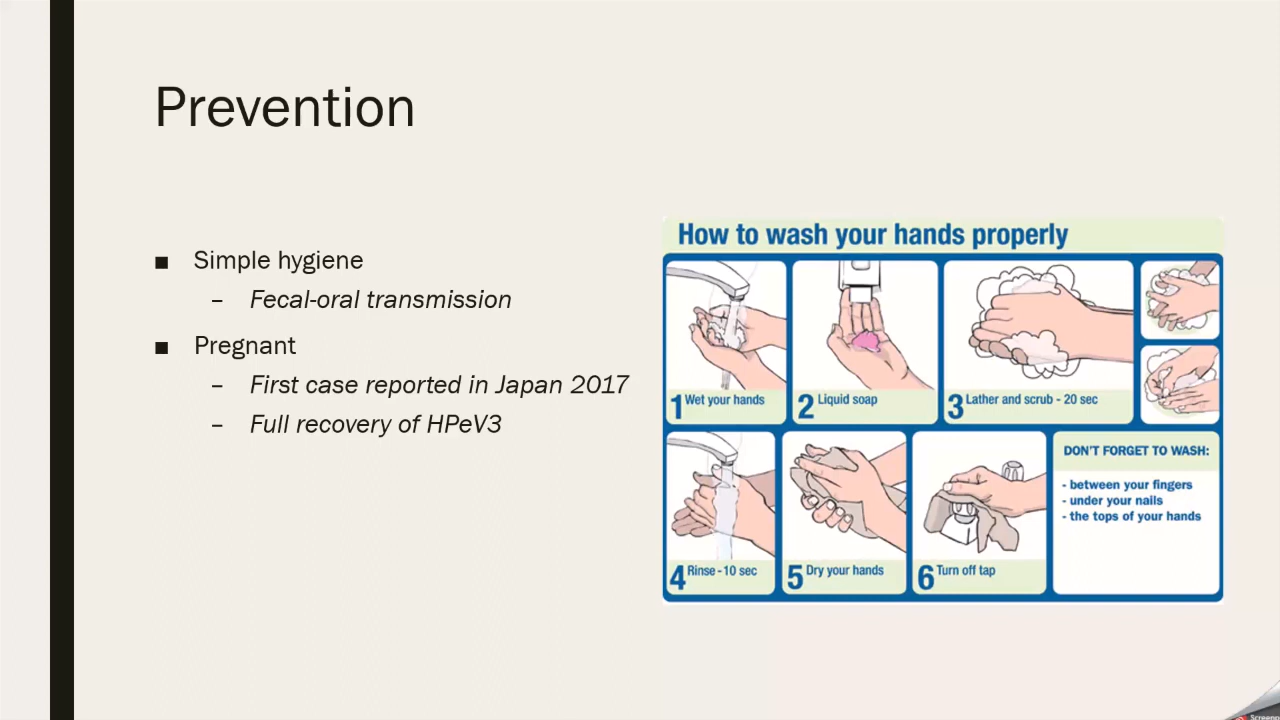 Prevention
■ Simple hygiene
– Fecal-oral transmission
■ Pregnant
– First case reported in Japan 2017
– Full recovery of HPeV3
How to wash your hands properly
1 Wet your hands
2 Liquid soap
3 Lather and scrub - 20 sec
4 Rinse - 10 sec
5 Dry your hands
6 Turn off tap
DON'T FORGET TO WASH:
- between your fingers
- under your nails
- the tops of your hands